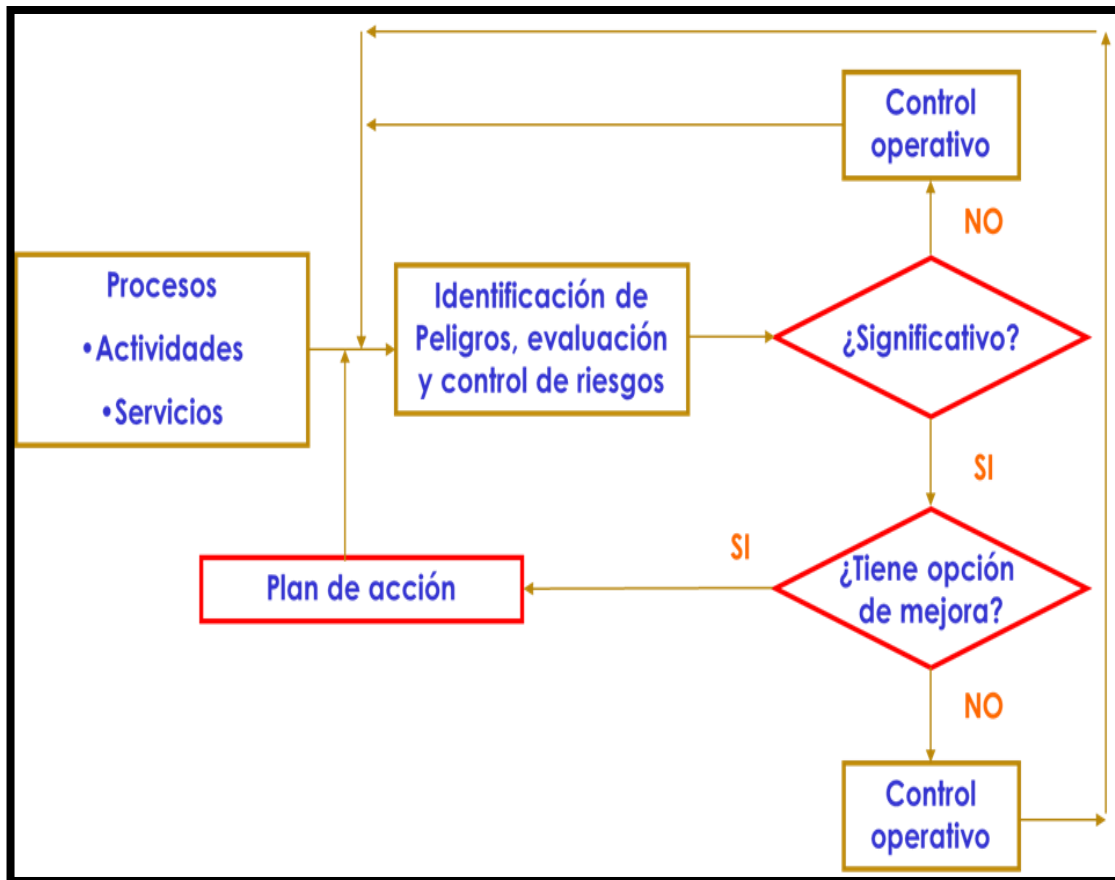 Control
operativo
NO
Procesos
•Actividades
•Servicios
Identificación de
Peligros, evaluación
y control de riesgos
¿Significativo?
SI
SI
Plan de acción
¿Tiene opción
de mejora?
NO
Control
operativo